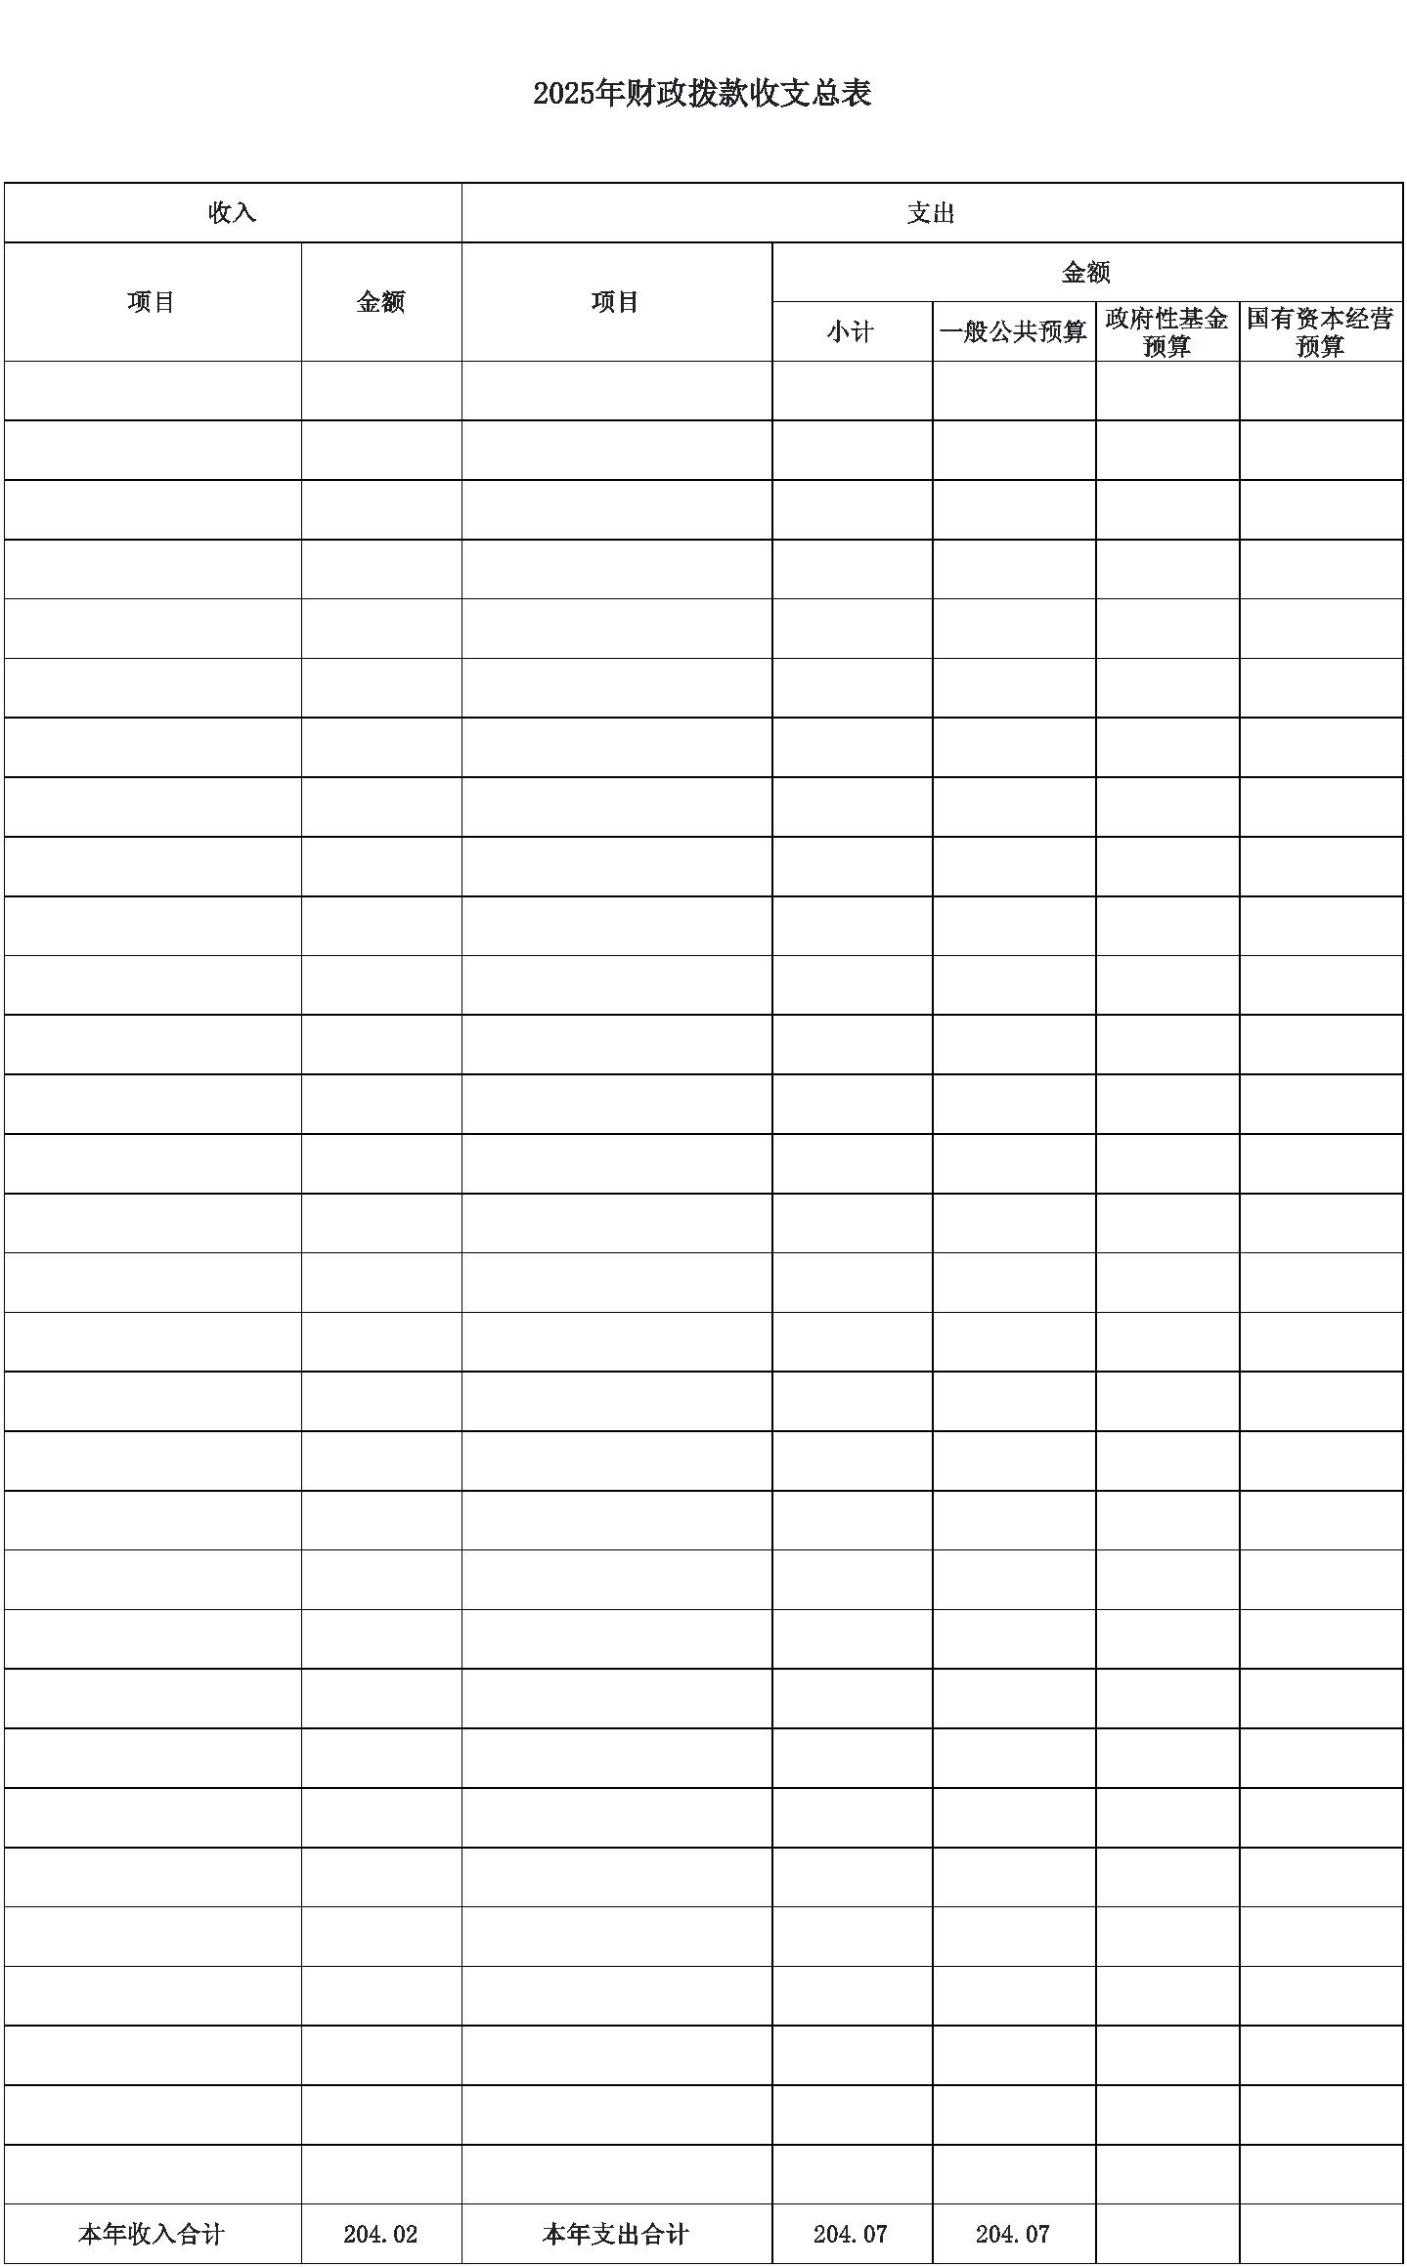 2025年财政拨款收支总表
收入 支出
项目 金额 项目 金额
小计 一般公共预算 政府性基金预算 国有资本经营预算
本年收入合计 204.02 本年支出合计 204.07 204.07